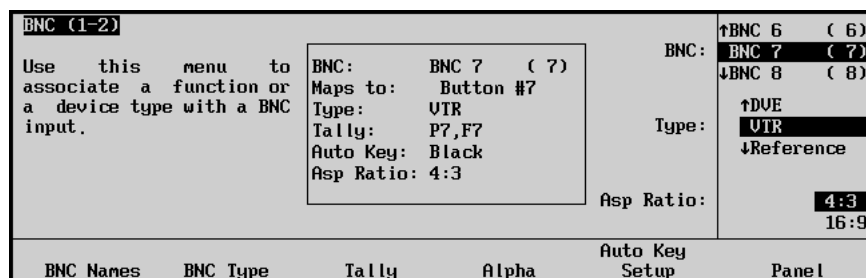 BNC (1-2)
Use this menu to
associate a function or
a device type with a BNC
input.
BNC: BNC 7 ( 7)
Maps to: Button #7
Type: VTR
Tally: P7,F7
Auto Key: Black
Asp Ratio: 4:3
BNC:
↑BNC 6 ( 6)
BNC 7 ( 7)
↓BNC 8 ( 8)
Type:
↑DVE
VTR
↓Reference
Asp Ratio:
4:3
16:9
BNC Names BNC Type Tally Alpha Auto Key Setup Panel